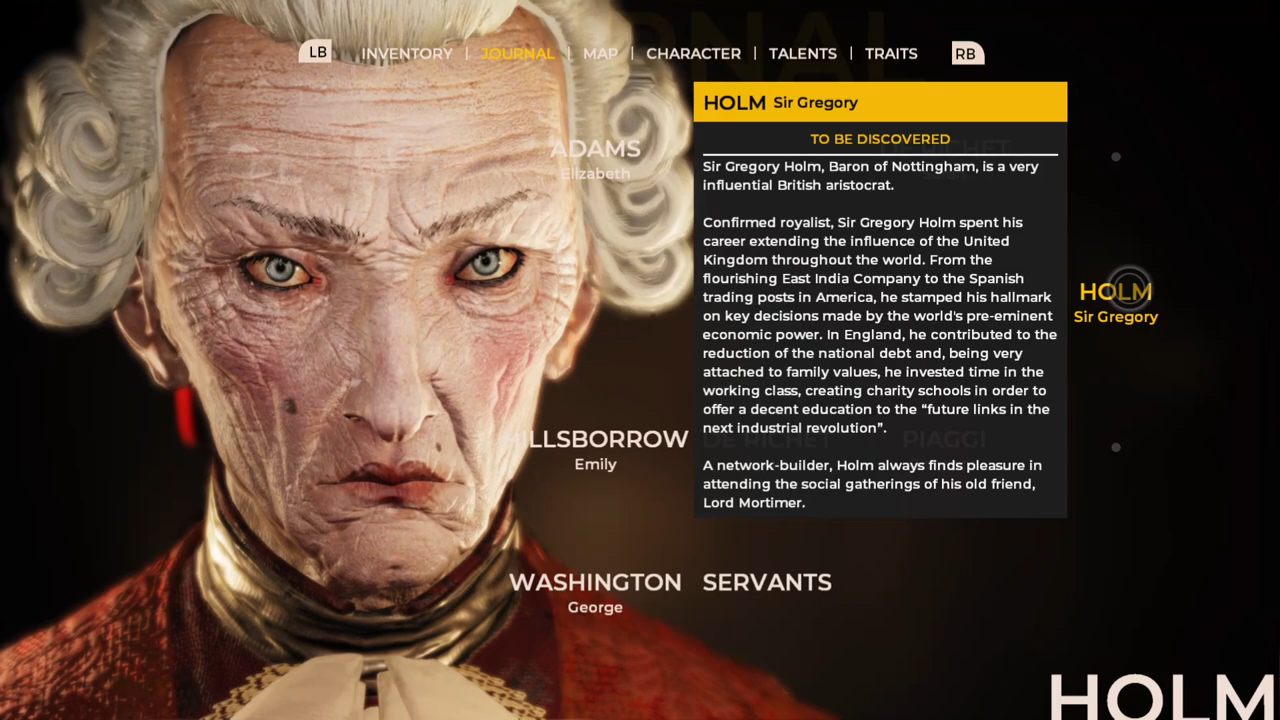 LB INVENTORY | JOURNAL | MAP | CHARACTER | TALENTS | TRAITS RB
HOLM Sir Gregory
TO BE DISCOVERED
Sir Gregory Holm, Baron of Nottingham, is a very
influential British aristocrat.
Confirmed royalist, Sir Gregory Holm spent his
career extending the influence of the United
Kingdom throughout the world. From the
flourishing East India Company to the Spanish
trading posts in America, he stamped his hallmark
on key decisions made by the world's pre-eminent
economic power. In England, he contributed to the
reduction of the national debt and, being very
attached to family values, he invested time in the
working class, creating charity schools in order to
offer a decent education to the “future links in the
next industrial revolution”.
A network-builder, Holm always finds pleasure in
attending the social gatherings of his old friend,
Lord Mortimer.
ADAMS
Elizabeth
HOLM
Sir Gregory
HILLSBORROW
Emily
DE RICHET
PIAGGI
WASHINGTON
George
SERVANTS
HOLM